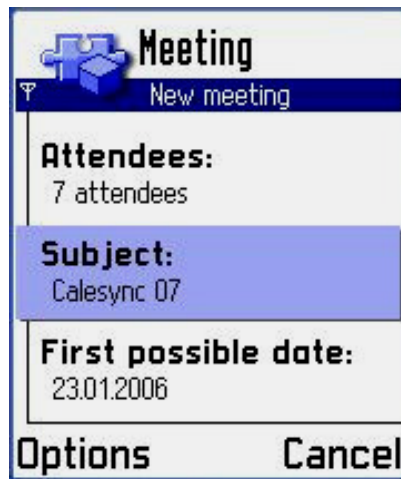 Meeting
New meeting
Attendees:
7 attendees
Subject:
Calesync 07
First possible date:
23.01.2006
Options Cancel